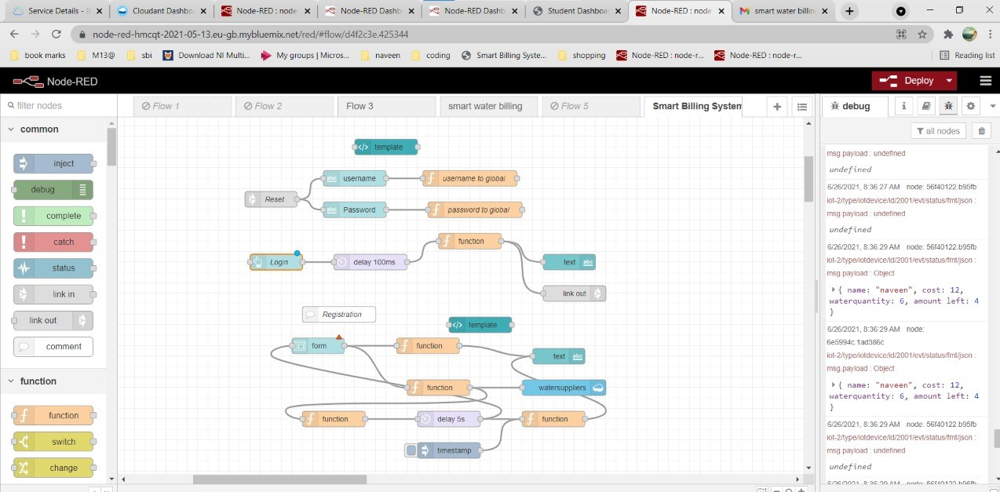 Service Details - I
Cloudant Dashbo
Node-RED : node
Node-RED Dashb
Node-RED Dashb
Student Dashboa
Node-RED : node
smart water billin
node-red-hmcqt-2021-05-13.eu-gb.mybluemix.net/red/#flow/d4f2c3e.425344
book marks
M13@
sbi
Download NI Multi...
My groups | Micros...
naveen
coding
Smart Billing Syste...
shopping
Node-RED : node-r...
Node-RED : node-r...
Reading list
Node-RED
Deploy
filter nodes
Flow 1
Flow 2
Flow 3
smart water billing
Flow 5
Smart Billing System
debug
common
inject
debug
complete
catch
status
link in
link out
comment
function
function
switch
change
template
username
username to global
Reset
Password
password to global
function
Login
delay 100ms
text
link out
Registration
template
form
function
text
function
watersuppliers
function
delay 5s
function
timestamp
all nodes
msg.payload : undefined
undefined
6/26/2021, 8:36:27 AM node: 56f40122.b95fb
iot-2/type/iotdevice/id/2001/evt/status/fmt/json :
msg.payload : undefined
undefined
6/26/2021, 8:36:29 AM node: 56f40122.b95fb
iot-2/type/iotdevice/id/2001/evt/status/fmt/json :
msg.payload : Object
{ name: "naveen", cost: 12,
waterquantity: 6, amount left: 4
}
6/26/2021, 8:36:29 AM node:
6e5994c.1ad386c
iot-2/type/iotdevice/id/2001/evt/status/fmt/json :
msg.payload : Object
{ name: "naveen", cost: 12,
waterquantity: 6, amount left: 4
}
6/26/2021, 8:36:29 AM node: 56f40122.b95fb
iot-2/type/iotdevice/id/2001/evt/status/fmt/json :
msg.payload : undefined
undefined